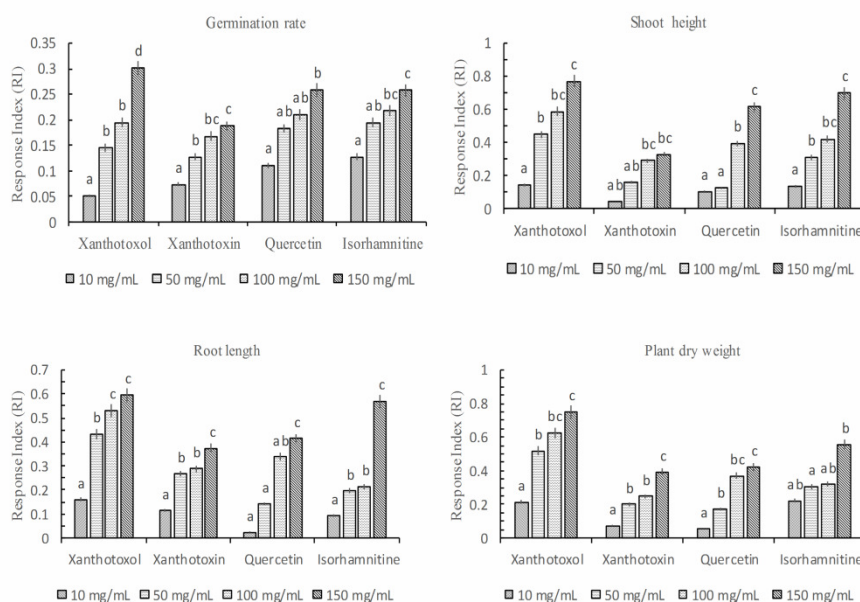 Germination rate
Response Index (RI)
0.35
0.3
0.25
0.2
0.15
0.1
0.05
0
a b b d
a b bc c
a ab ab b
a ab bc c
Xanthotoxol Xanthotoxin Quercetin Isorhamnitine
10 mg/mL 50 mg/mL 100 mg/mL 150 mg/mL
Shoot height
Response Index (RI)
1
0.8
0.6
0.4
0.2
0
a b bc c
ab ab bc bc
a a b c
a b bc c
Xanthotoxol Xanthotoxin Quercetin Isorhamnitine
10 mg/mL 50 mg/mL 100 mg/mL 150 mg/mL
Root length
Response Index (RI)
0.7
0.6
0.5
0.4
0.3
0.2
0.1
0
a b c c
a b b c
a a ab c
a b b c
Xanthotoxol Xanthotoxin Quercetin Isorhamnitine
10 mg/mL 50 mg/mL 100 mg/mL 150 mg/mL
Plant dry weight
Response Index (RI)
1
0.8
0.6
0.4
0.2
0
a b bc c
a b b c
a b bc c
ab a ab b
Xanthotoxol Xanthotoxin Quercetin Isorhamnitine
10 mg/mL 50 mg/mL 100 mg/mL 150 mg/mL